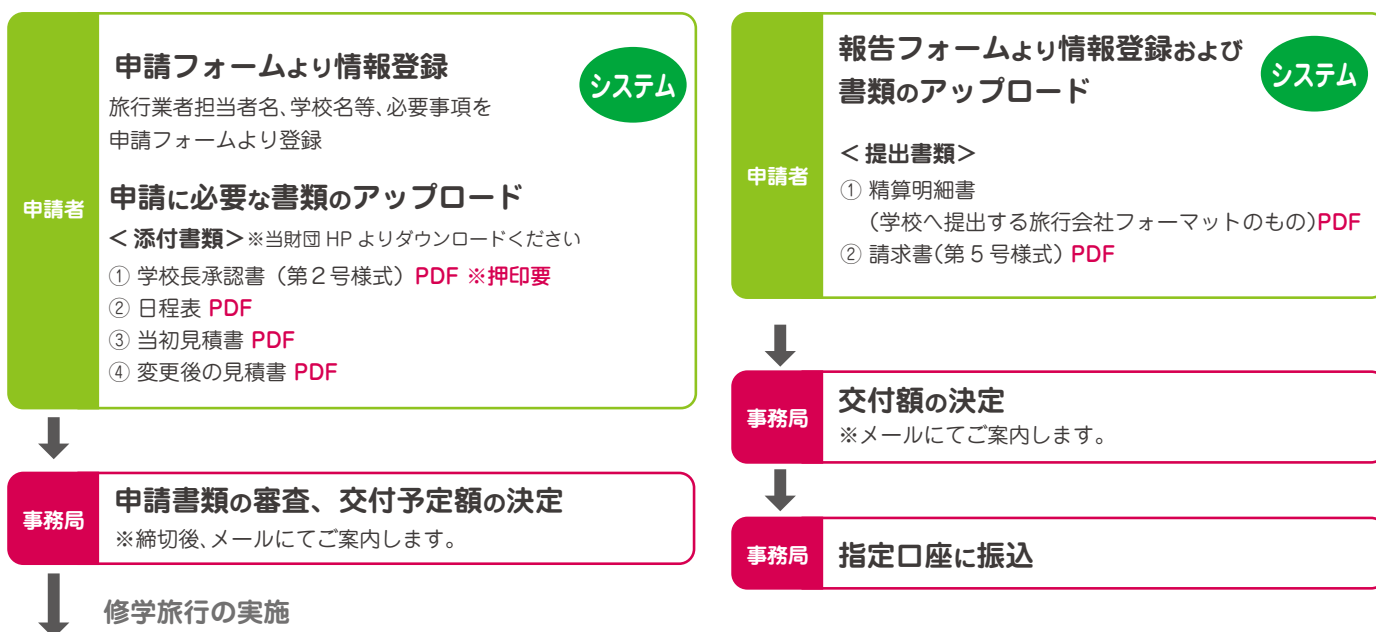 申請者
申請フォームより情報登録
システム
旅行業者担当者名、学校名等、必要事項を
申請フォームより登録
申請に必要な書類のアップロード
＜添付書類＞※当財団 HP よりダウンロードください
① 学校長承認書（第２号様式）PDF ※押印要
② 日程表 PDF
③ 当初見積書 PDF
④ 変更後の見積書 PDF
事務局
申請書類の審査、交付予定額の決定
※締切後、メールにてご案内します。
修学旅行の実施
申請者
報告フォームより情報登録および
書類のアップロード
システム
＜提出書類＞
① 精算明細書
（学校へ提出する旅行会社フォーマットのもの）PDF
② 請求書（第 5 号様式）PDF
事務局
交付額の決定
※メールにてご案内します。
事務局
指定口座に振込